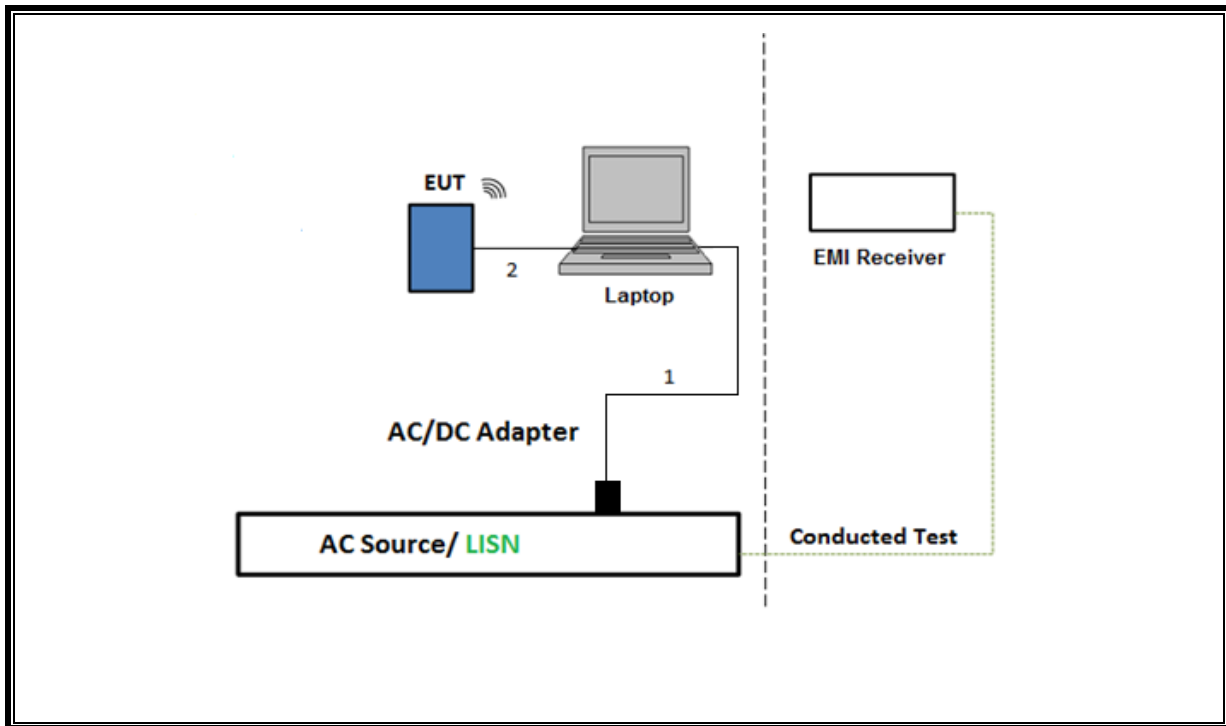 EUT
2
Laptop
EMI Receiver
1
AC/DC Adapter
AC Source/ LISN
Conducted Test